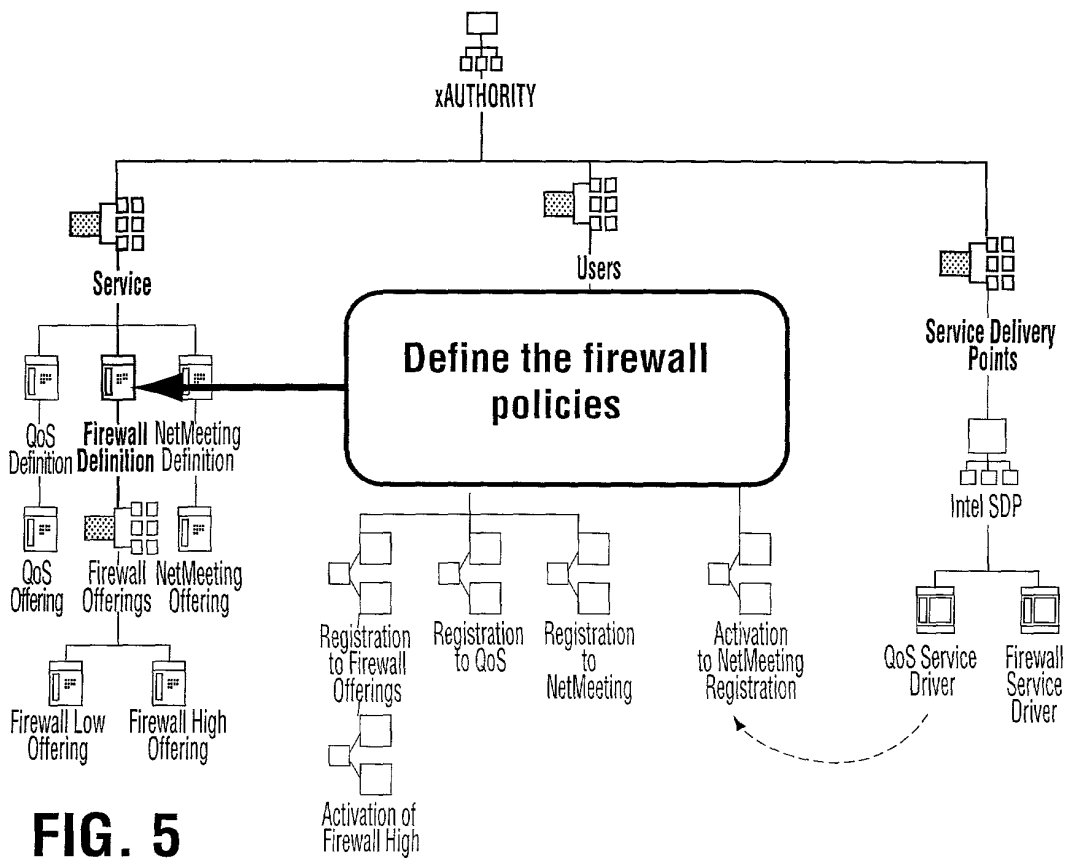 xAUTHORITY
Service
Users
Service Delivery
Points
Define the firewall
policies
QoS
Definition
Firewall
Definition
NetMeeting
Definition
Intel SDP
QoS
Offering
Firewall
Offerings
NetMeeting
Offering
Registration
to Firewall
Offerings
Registration
to QoS
Registration
to
NetMeeting
Activation
to NetMeeting
Registration
QoS Service
Driver
Firewall
Service
Driver
Firewall Low
Offering
Firewall High
Offering
Activation of
Firewall High
FIG. 5